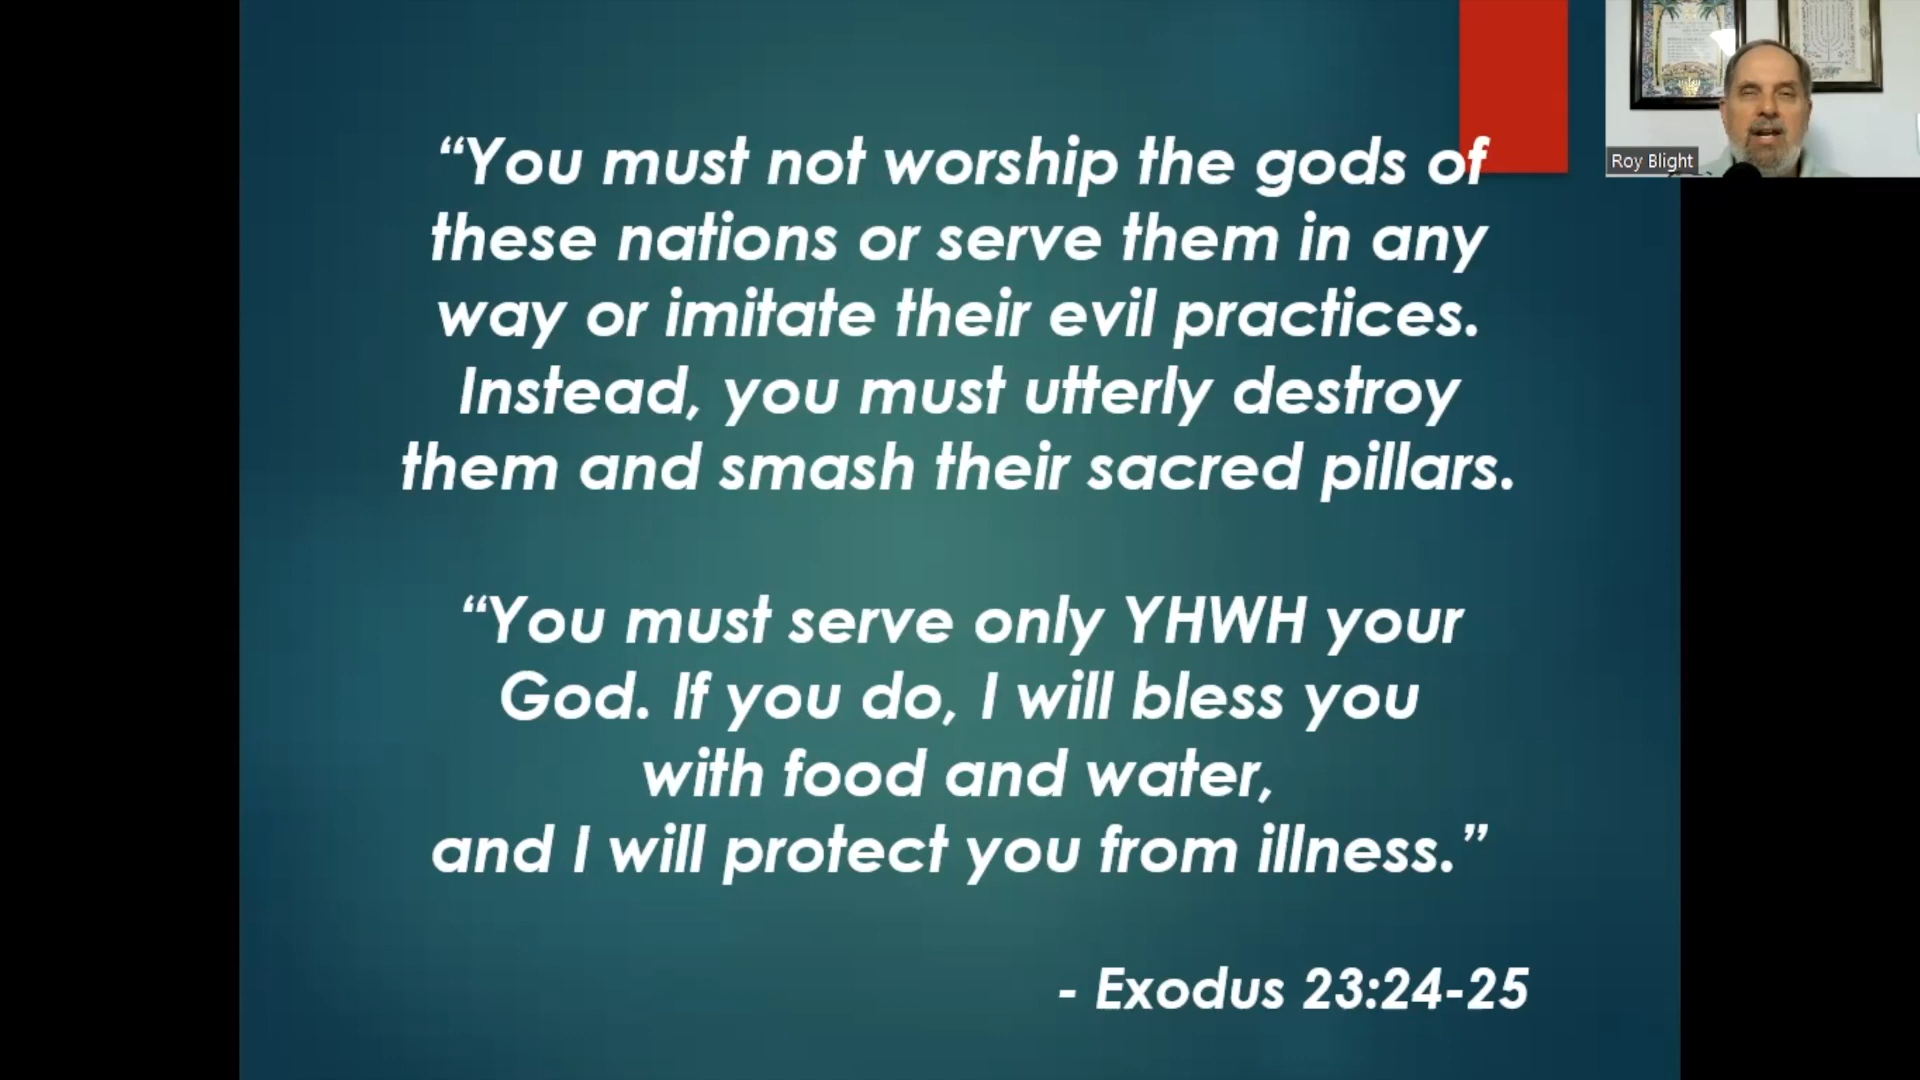 “You must not worship the gods of
these nations or serve them in any
way or imitate their evil practices.
Instead, you must utterly destroy
them and smash their sacred pillars.
“You must serve only YHWH your
God. If you do, I will bless you
with food and water,
and I will protect you from illness.”
- Exodus 23:24-25
Roy Blight